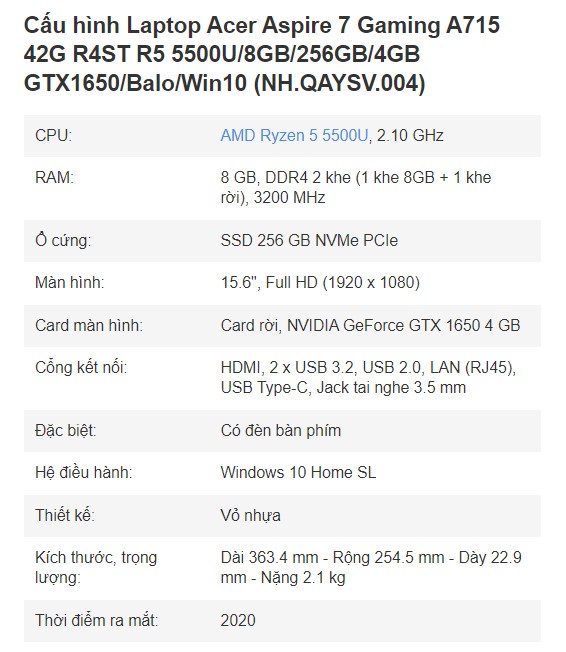 Cấu hình Laptop Acer Aspire 7 Gaming A715
42G R4ST R5 5500U/8GB/256GB/4GB
GTX1650/Balo/Win10 (NH.QAYSV.004)
CPU: AMD Ryzen 5 5500U, 2.10 GHz
RAM: 8 GB, DDR4 2 khe (1 khe 8GB + 1 khe
rời), 3200 MHz
Ổ cứng: SSD 256 GB NVMe PCIe
Màn hình: 15.6", Full HD (1920 x 1080)
Card màn hình: Card rời, NVIDIA GeForce GTX 1650 4 GB
Cổng kết nối: HDMI, 2 x USB 3.2, USB 2.0, LAN (RJ45),
USB Type-C, Jack tai nghe 3.5 mm
Đặc biệt: Có đèn bàn phím
Hệ điều hành: Windows 10 Home SL
Thiết kế: Vỏ nhựa
Kích thước, trọng Dài 363.4 mm - Rộng 254.5 mm - Dày 22.9
lượng: mm - Nặng 2.1 kg
Thời điểm ra mắt: 2020